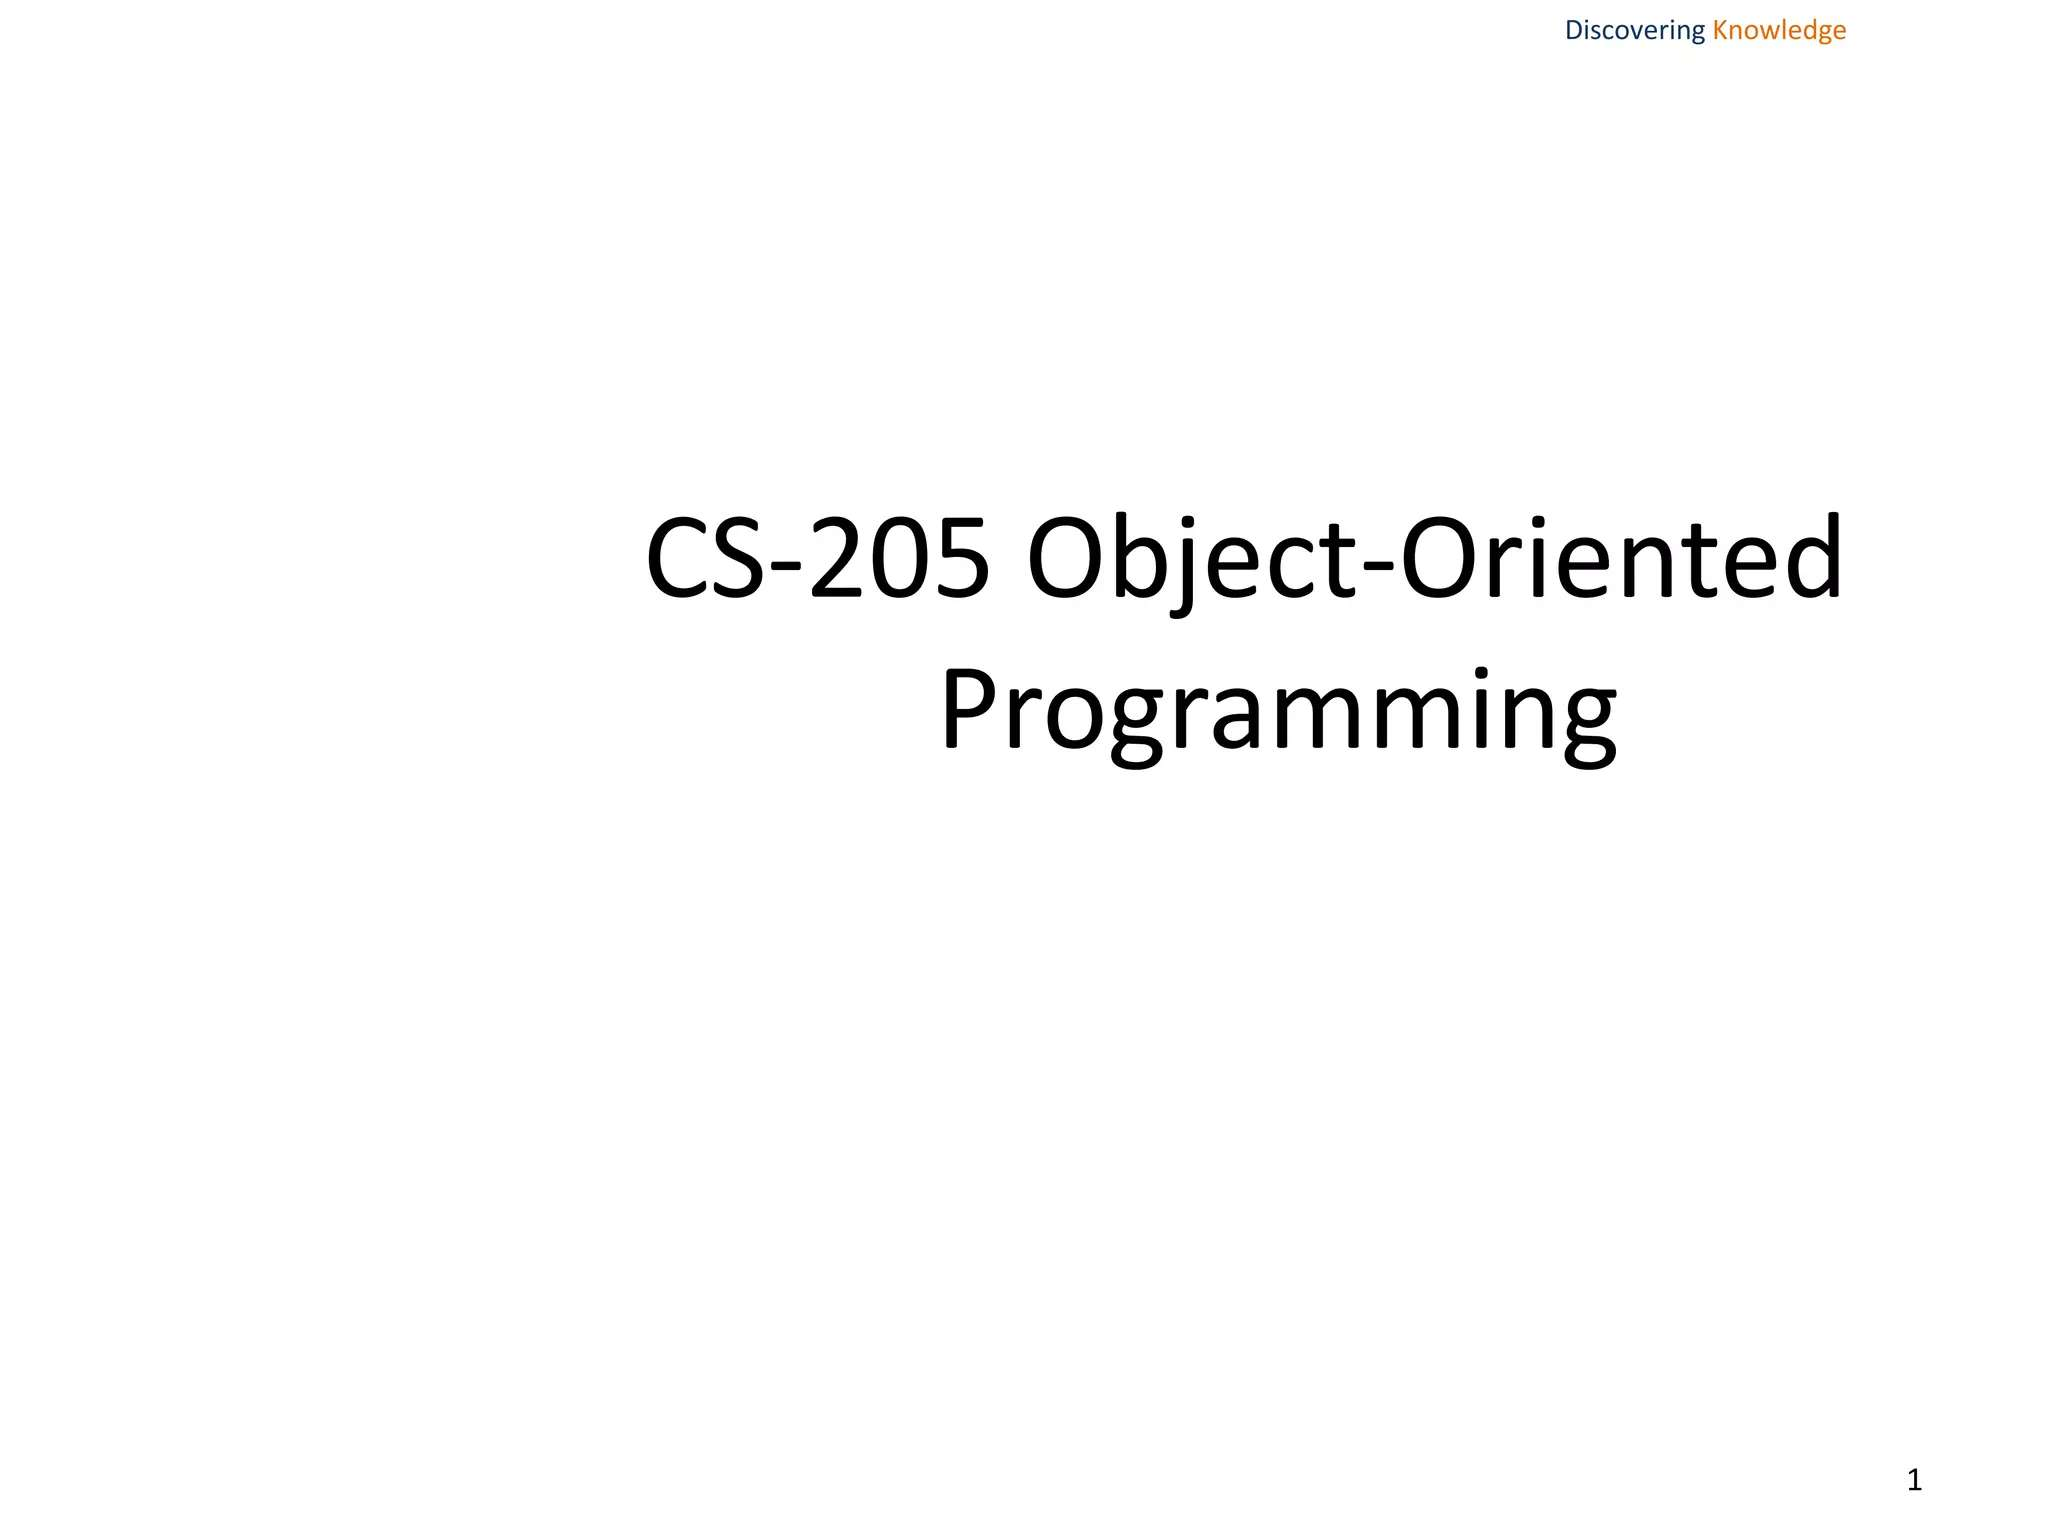 Discovering Knowledge
CS-205 Object-Oriented
Programming
1